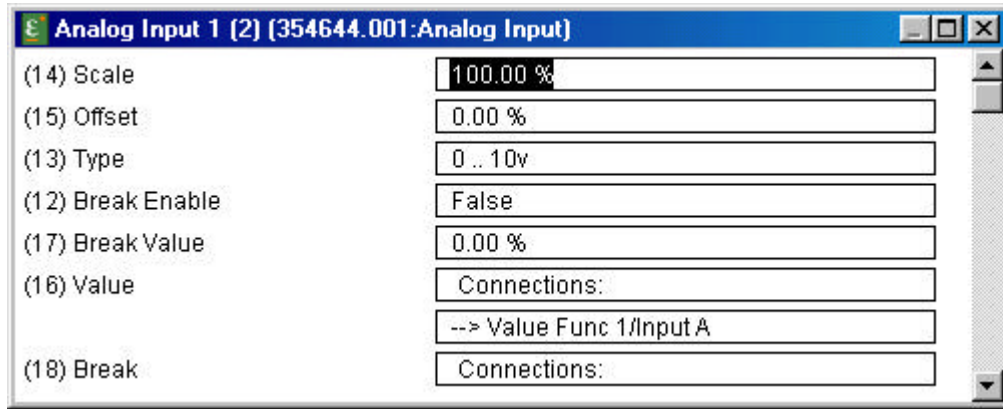 Analog Input 1 (2) (354644.001:Analog Input)
(14) Scale 100.00 %
(15) Offset 0.00 %
(13) Type 0 .. 10v
(12) Break Enable False
(17) Break Value 0.00 %
(16) Value Connections:
--> Value Func 1/Input A
(18) Break Connections: